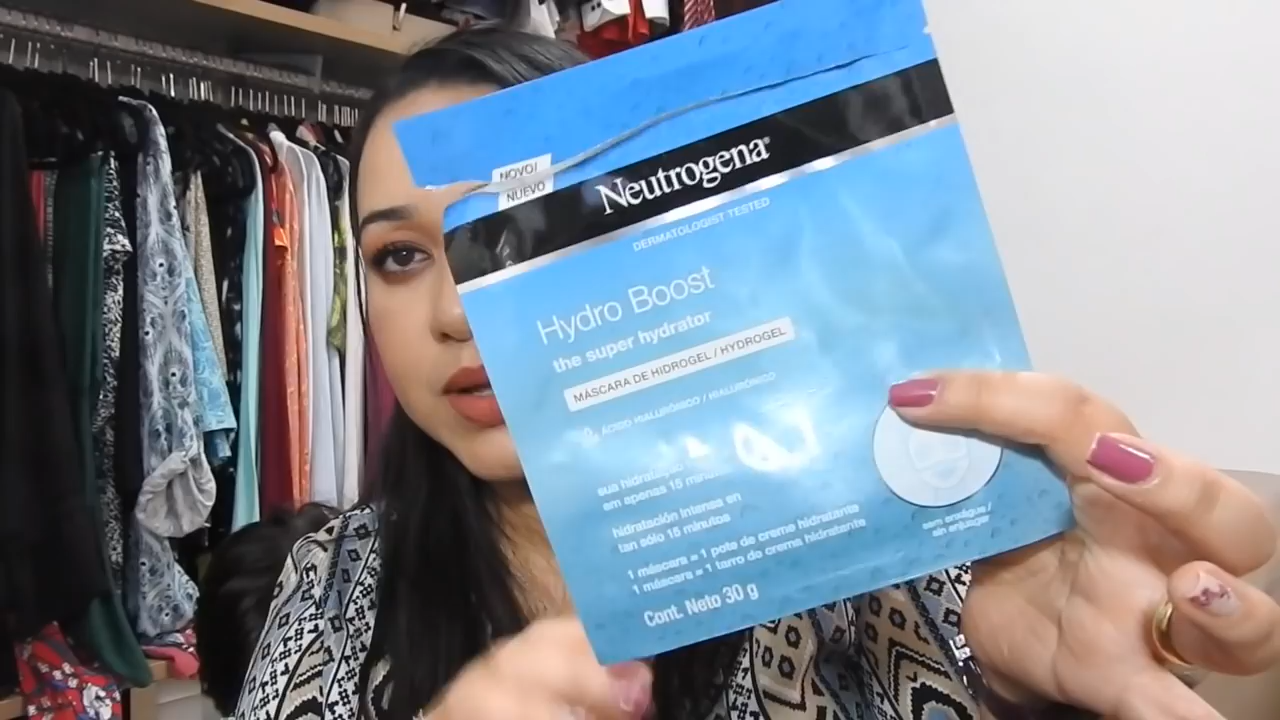 NOVO!
NUEVO
Neutrogena®
DERMATOLOGIST TESTED
Hydro Boost
the super hydrator
MÁSCARA DE HIDROGEL / HYDROGEL
ÁCIDO HIALURÔNICO / HIALURÓNICO
sua hidratação
em apenas 15
hidratación intensa en
tan sólo 15 minutos
1 máscara = 1 pote de creme hidratante
1 máscara = 1 tarro de crema hidratante
Cont. Neto 30 g
sem enxágue /
sin enjuagar